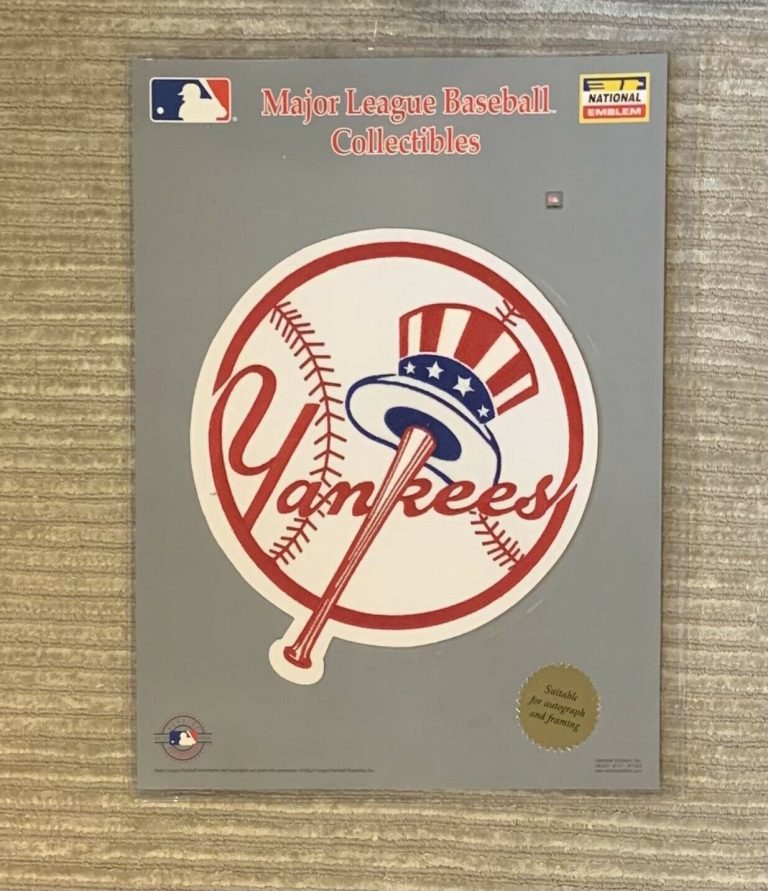 Major League Baseball
Collectibles
NATIONAL
EMBLEM
Yankees
Suitable
for autograph
and framing